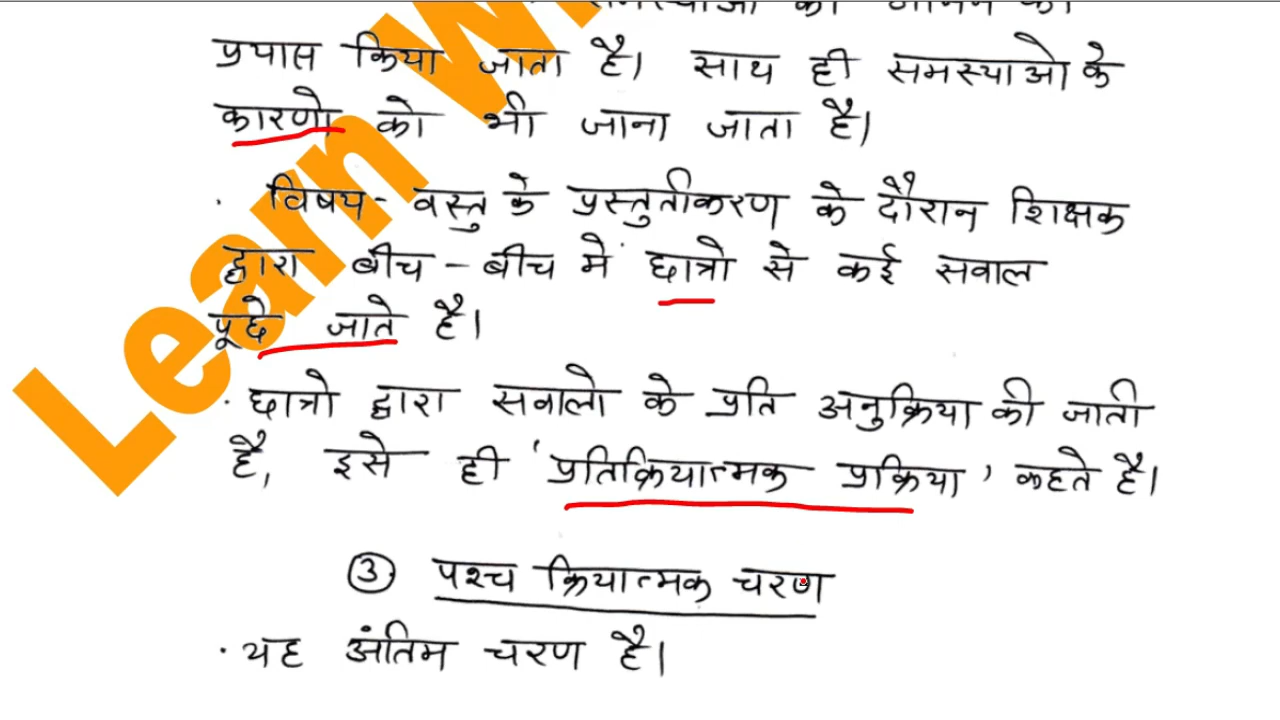 प्रयास किया जाता है। साथ ही समस्याओ के
कारणो को भी जाना जाता है।
· विषय - वस्तु के प्रस्तुतीकरण के दौरान शिक्षक
द्वारा बीच - बीच में छात्रो से कई सवाल
पूछे जाते है।
· छात्रो द्वारा सवालो के प्रति अनुक्रिया की जाती
है, इसे ही 'प्रतिक्रियात्मक प्रक्रिया' कहते है।
③ पश्च क्रियात्मक चरण
· यह अंतिम चरण है।
Learn W